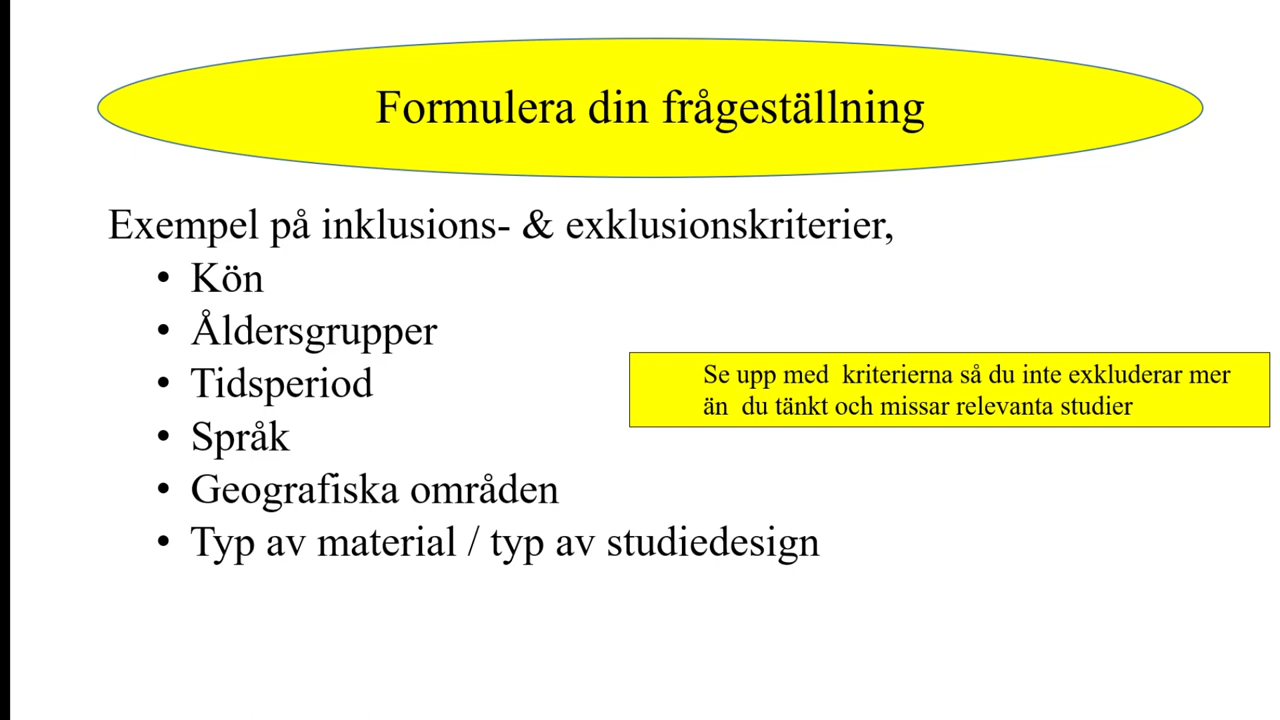 Formulera din frågeställning
Exempel på inklusions- & exklusionskriterier,
• Kön
• Åldersgrupper
• Tidsperiod
• Språk
• Geografiska områden
• Typ av material / typ av studiedesign
Se upp med kriterierna så du inte exkluderar mer
än du tänkt och missar relevanta studier